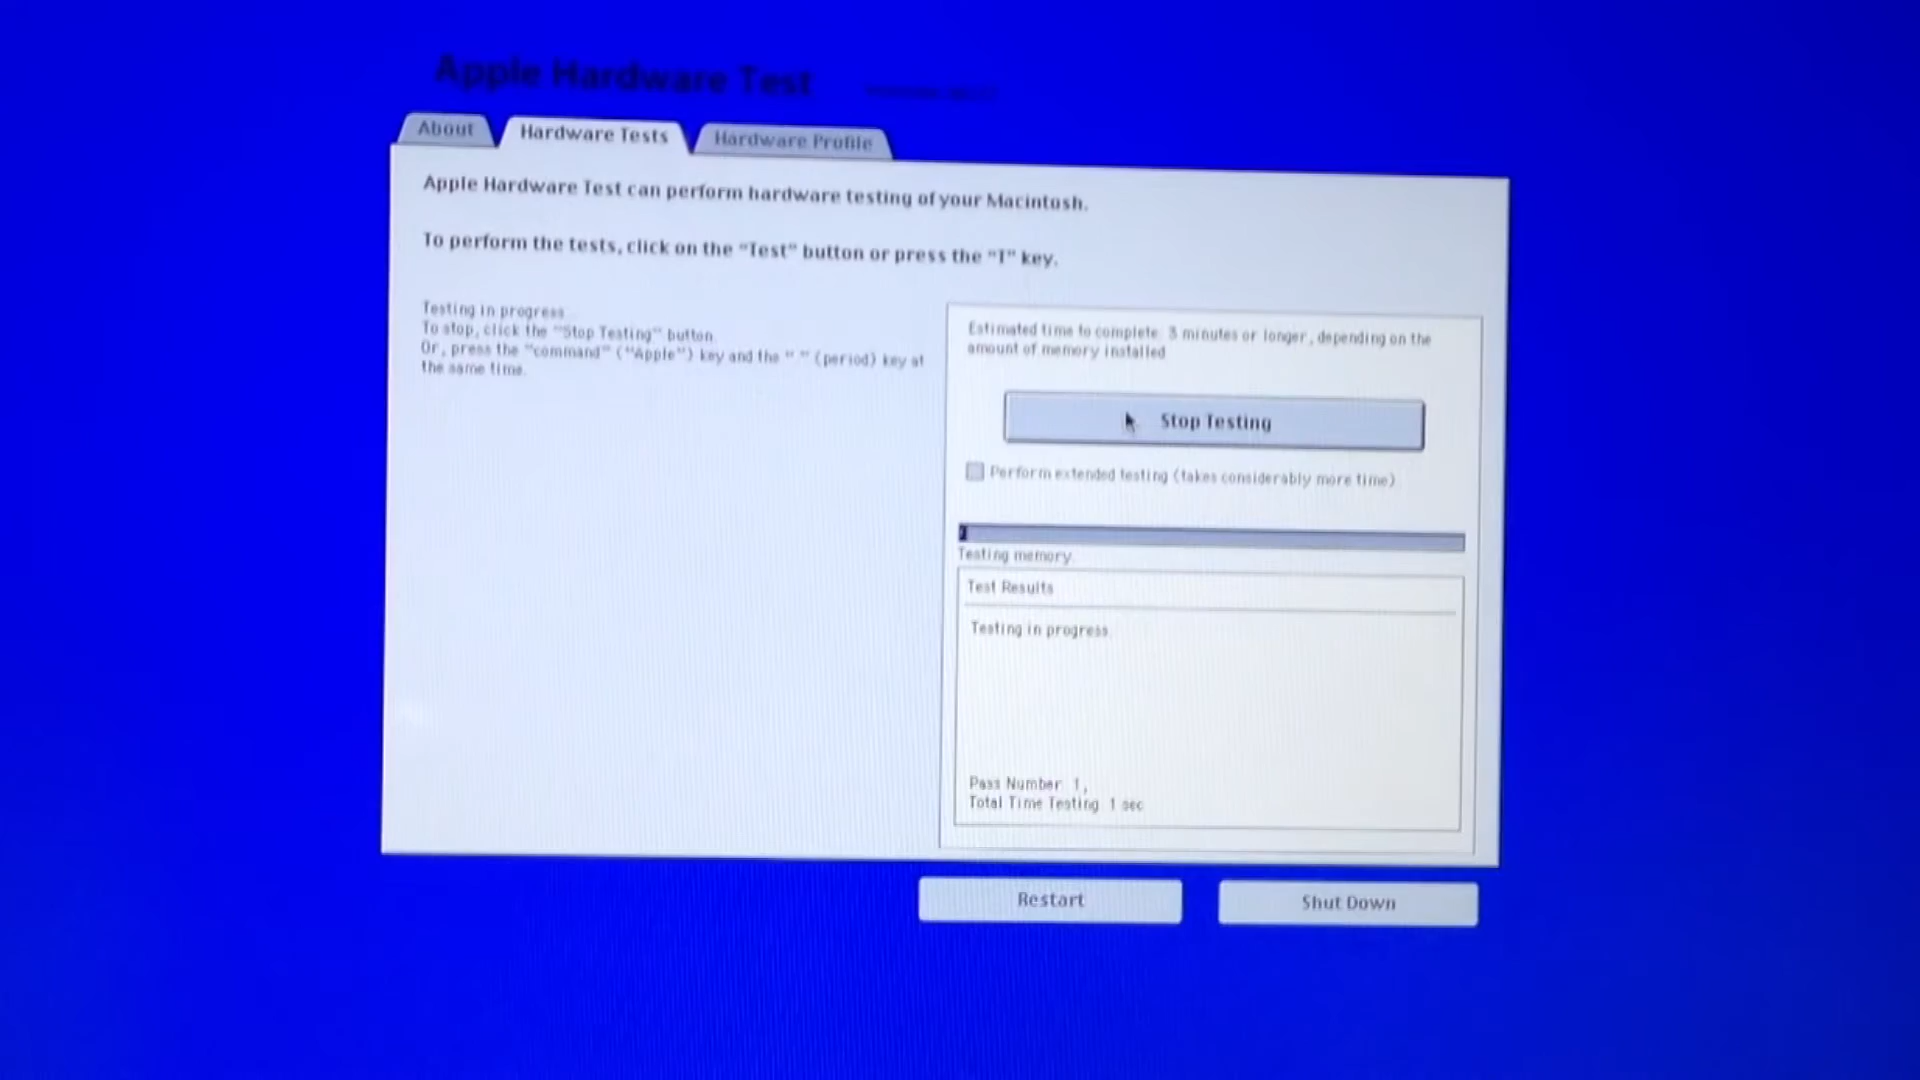 Apple Hardware Test
About
Hardware Tests
Hardware Profile
Apple Hardware Test can perform hardware testing of your Macintosh.
To perform the tests, click on the "Test" button or press the "T" key.
Testing in progress
To stop, click the "Stop Testing" button.
Or, press the "command" ("Apple") key and the "." (period) key at
the same time.
Estimated time to complete: 3 minutes or longer, depending on the
amount of memory installed
Stop Testing
Perform extended testing (takes considerably more time)
Testing memory
Test Results
Testing in progress.
Pass Number: 1,
Total Time Testing: 1 sec
Restart
Shut Down